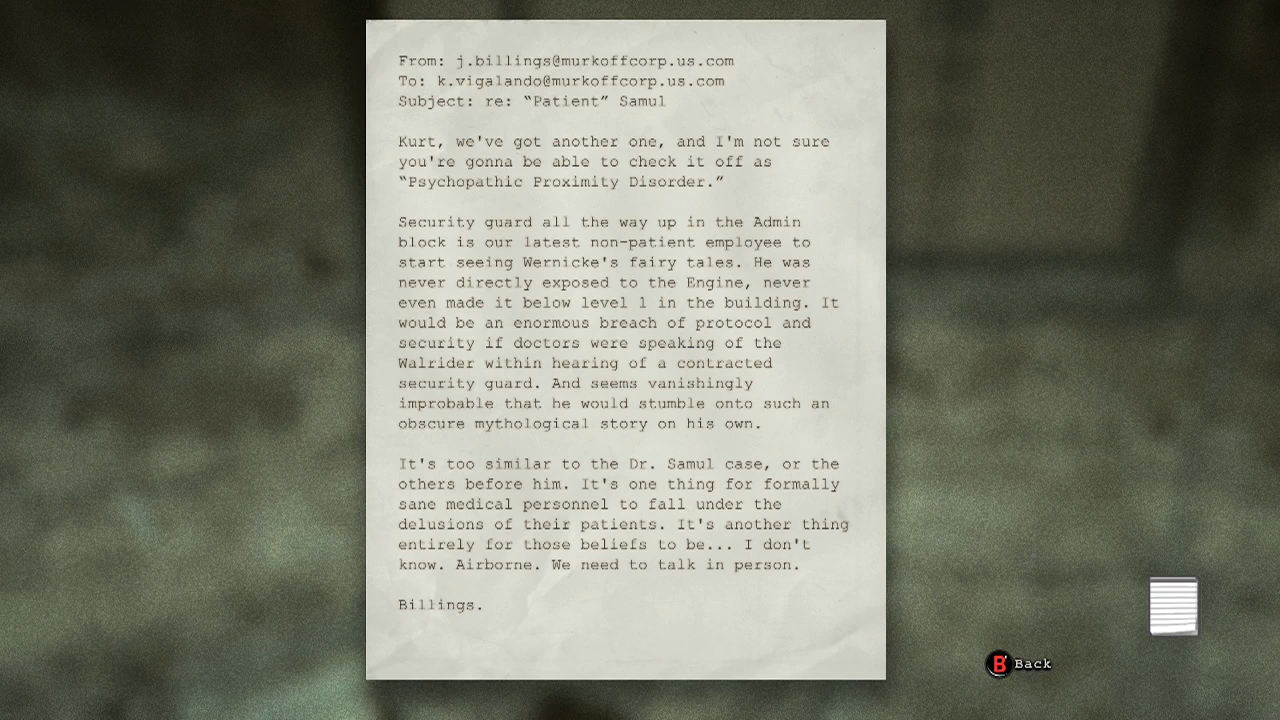 From: j.billings@murkoffcorp.us.com
To: k.vigalando@murkoffcorp.us.com
Subject: re: “Patient” Samul
Kurt, we've got another one, and I'm not sure
you're gonna be able to check it off as
“Psychopathic Proximity Disorder.”
Security guard all the way up in the Admin
block is our latest non-patient employee to
start seeing Wernicke's fairy tales. He was
never directly exposed to the Engine, never
even made it below level 1 in the building. It
would be an enormous breach of protocol and
security if doctors were speaking of the
Walrider within hearing of a contracted
security guard. And seems vanishingly
improbable that he would stumble onto such an
obscure mythological story on his own.
It's too similar to the Dr. Samul case, or the
others before him. It's one thing for formally
sane medical personnel to fall under the
delusions of their patients. It's another thing
entirely for those beliefs to be... I don't
know. Airborne. We need to talk in person.
Billings.
B Back